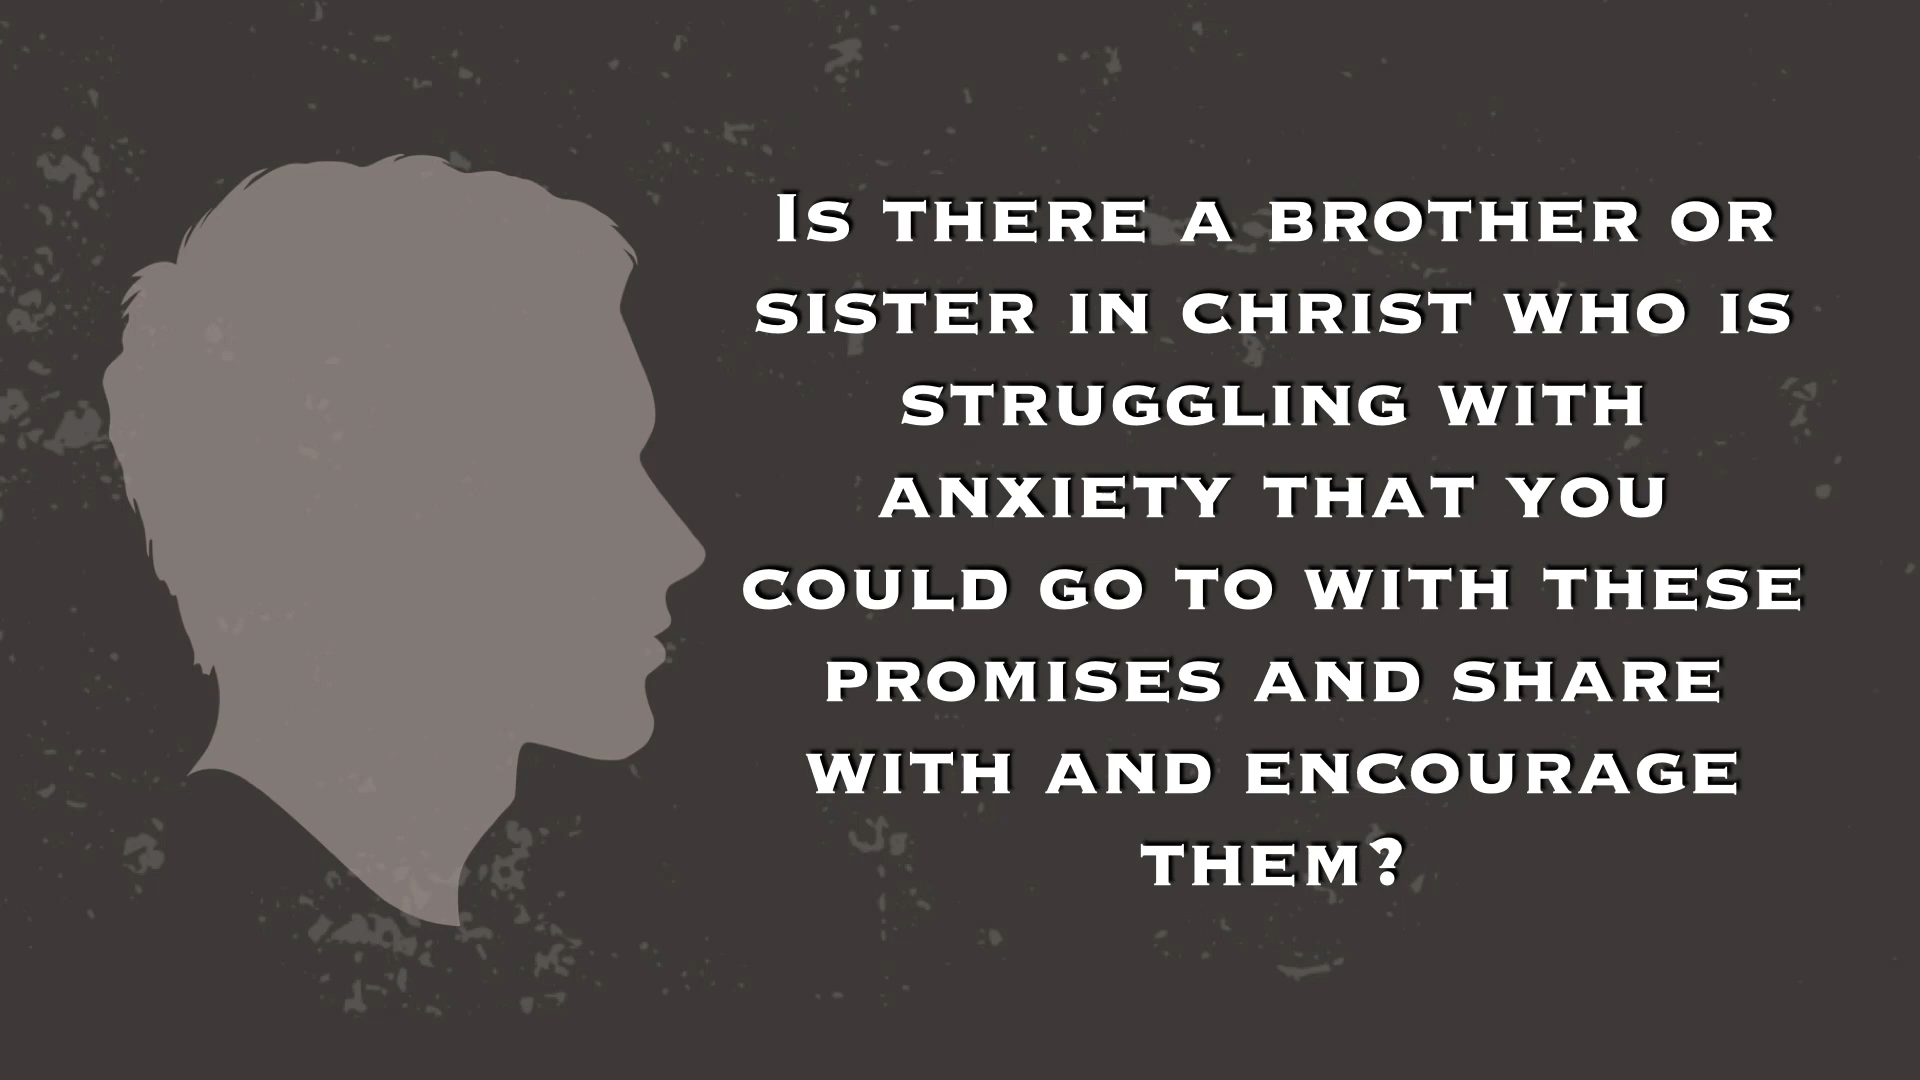 Is there a brother or
sister in Christ who is
struggling with
anxiety that you
could go to with these
promises and share
with and encourage
them?